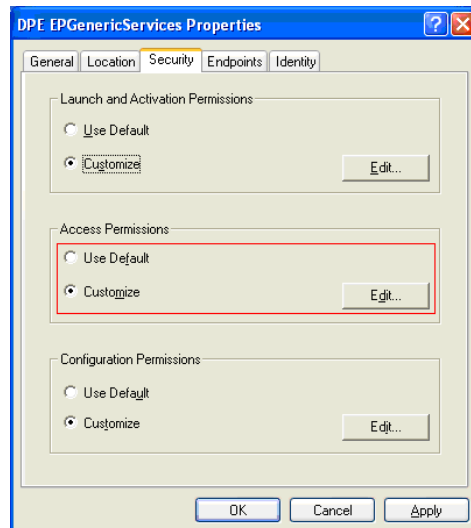 DPE EPGenericServices Properties
General Location Security Endpoints Identity
Launch and Activation Permissions
Use Default
Customize
Edit...
Access Permissions
Use Default
Customize
Edit...
Configuration Permissions
Use Default
Customize
Edit...
OK Cancel Apply